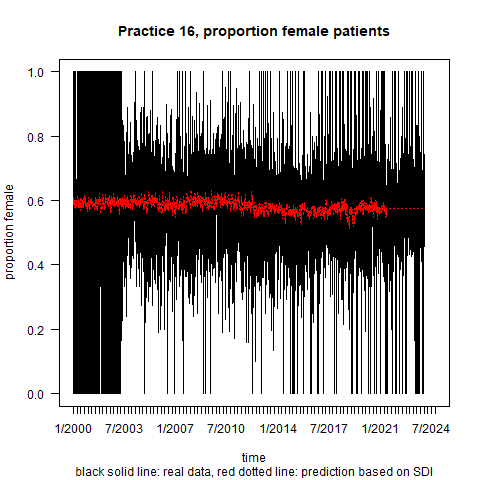 Practice 16, proportion female patients
proportion female
1.0
0.8
0.6
0.4
0.2
0.0
1/2000 7/2003 1/2007 7/2010 1/2014 7/2017 1/2021 7/2024
time
black solid line: real data, red dotted line: prediction based on SDI